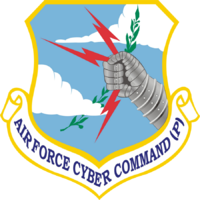 AIR FORCE CYBER COMMAND (P)